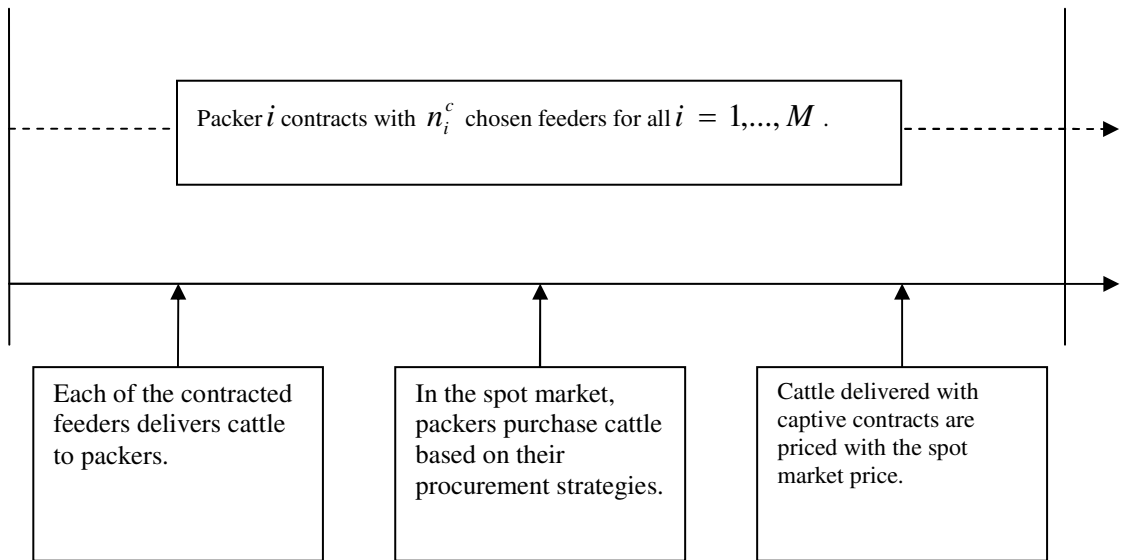 Packer i contracts with n_i^c chosen feeders for all i = 1,..., M .
Each of the contracted
feeders delivers cattle
to packers.
In the spot market,
packers purchase cattle
based on their
procurement strategies.
Cattle delivered with
captive contracts are
priced with the spot
market price.